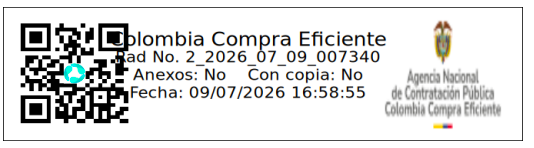 Colombia Compra Eficiente
Rad No. 2_2026_07_09_007340
Anexos: No Con copia: No
Fecha: 09/07/2026 16:58:55
Agencia Nacional
de Contratación Pública
Colombia Compra Eficiente